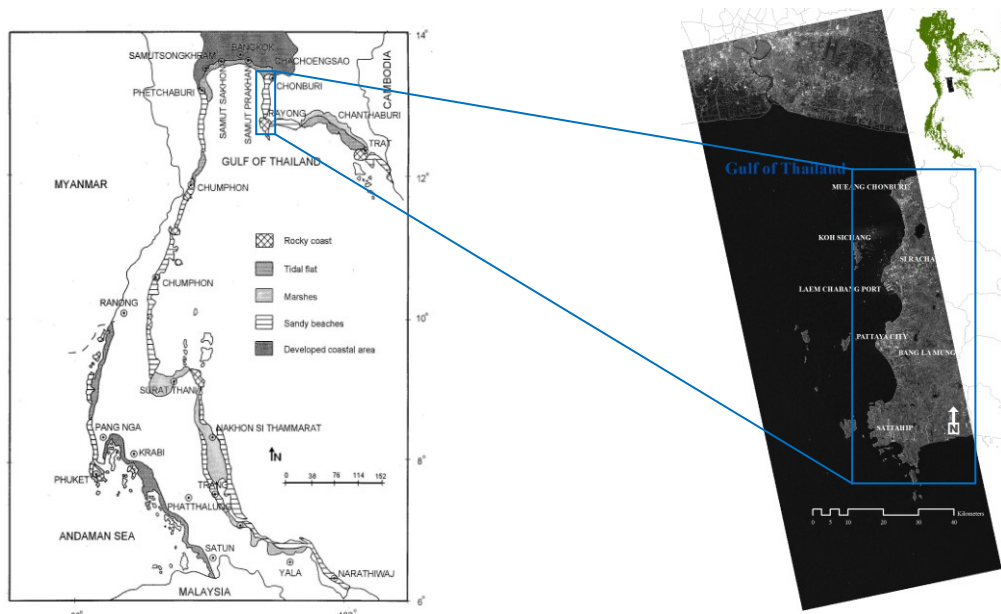 14°
BANGKOK
SAMUTSONGKHRAM
CHACHOENGSAO
CHONBURI
PHETCHABURI
SAMUT SAKHON
SAMUT PRAKHAN
CAMBODIA
RAYONG
CHANTHABURI
TRAT
GULF OF THAILAND
12°
MYANMAR
CHUMPHON
Rocky coast
Tidal flat
CHUMPHON
Marshes
RANONG
Sandy beaches
10°
Developed coastal area
SURAT THANI
PANG NGA
NAKHON SI THAMMARAT
KRABI
N
8°
0 38 76 114 152
PHUKET
TRANG
PHATTHALUNG
ANDAMAN SEA
SATUN
YALA
NARATHIWAJ
MALAYSIA
6°
Gulf of Thailand
MUEANG CHONBURI
KOH SICHANG
SI RACHA
LAEM CHABANG PORT
PATTAYA CITY
BANG LA MUNG
SATTAHIP
N
Kilometers
0 5 10 20 30 40